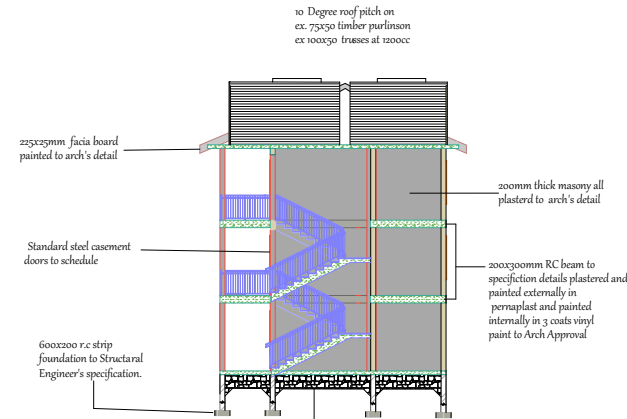 10 Degree roof pitch on
ex. 75x50 timber purlinson
ex 100x50 trusses at 1200cc
225x25mm facia board
painted to arch's detail
200mm thick masony all
plasterd to arch's detail
Standard steel casement
doors to schedule
200x300mm RC beam to
specifiction details plastered and
painted externally in
pernaplast and painted
internally in 3 coats vinyl
paint to Arch Approval
600x200 r.c strip
foundation to Structaral
Engineer's specification.